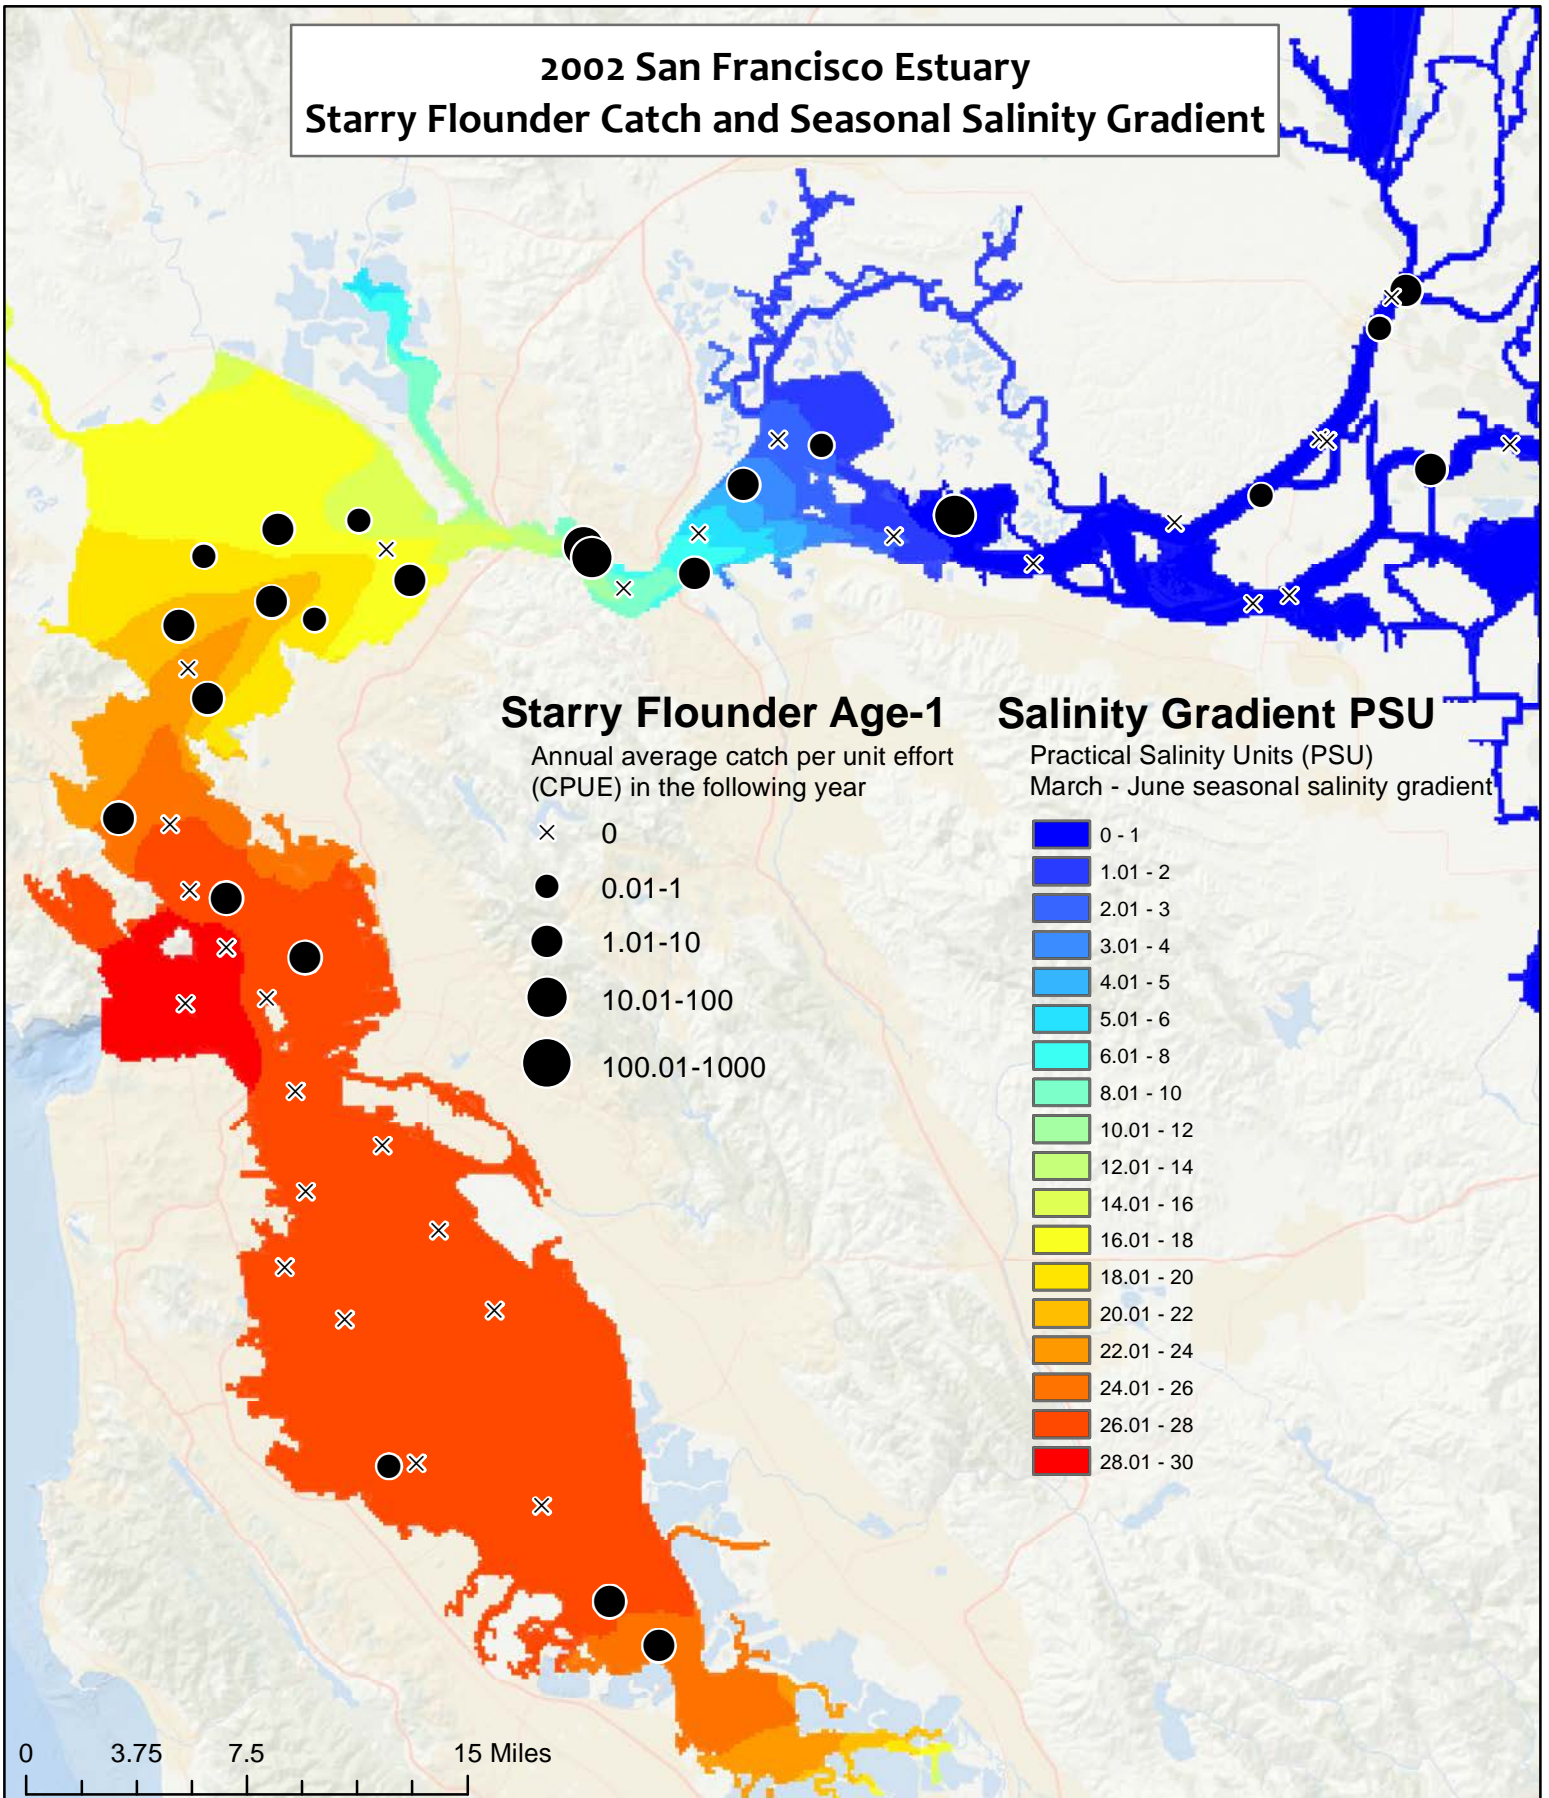 2002 San Francisco Estuary
Starry Flounder Catch and Seasonal Salinity Gradient
Starry Flounder Age-1
Annual average catch per unit effort
(CPUE) in the following year
0
0.01-1
1.01-10
10.01-100
100.01-1000
Salinity Gradient PSU
Practical Salinity Units (PSU)
March - June seasonal salinity gradient
0 - 1
1.01 - 2
2.01 - 3
3.01 - 4
4.01 - 5
5.01 - 6
6.01 - 8
8.01 - 10
10.01 - 12
12.01 - 14
14.01 - 16
16.01 - 18
18.01 - 20
20.01 - 22
22.01 - 24
24.01 - 26
26.01 - 28
28.01 - 30
0 3.75 7.5 15 Miles